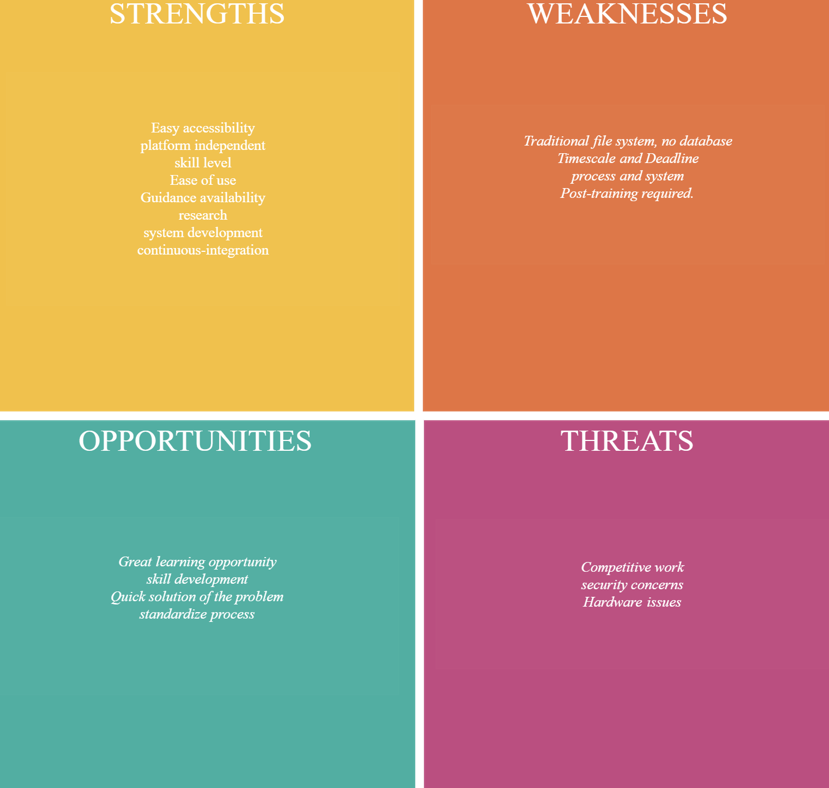 STRENGTHS
Easy accessibility
platform independent
skill level
Ease of use
Guidance availability
research
system development
continuous-integration
WEAKNESSES
Traditional file system, no database
Timescale and Deadline
process and system
Post-training required.
OPPORTUNITIES
Great learning opportunity
skill development
Quick solution of the problem
standardize process
THREATS
Competitive work
security concerns
Hardware issues